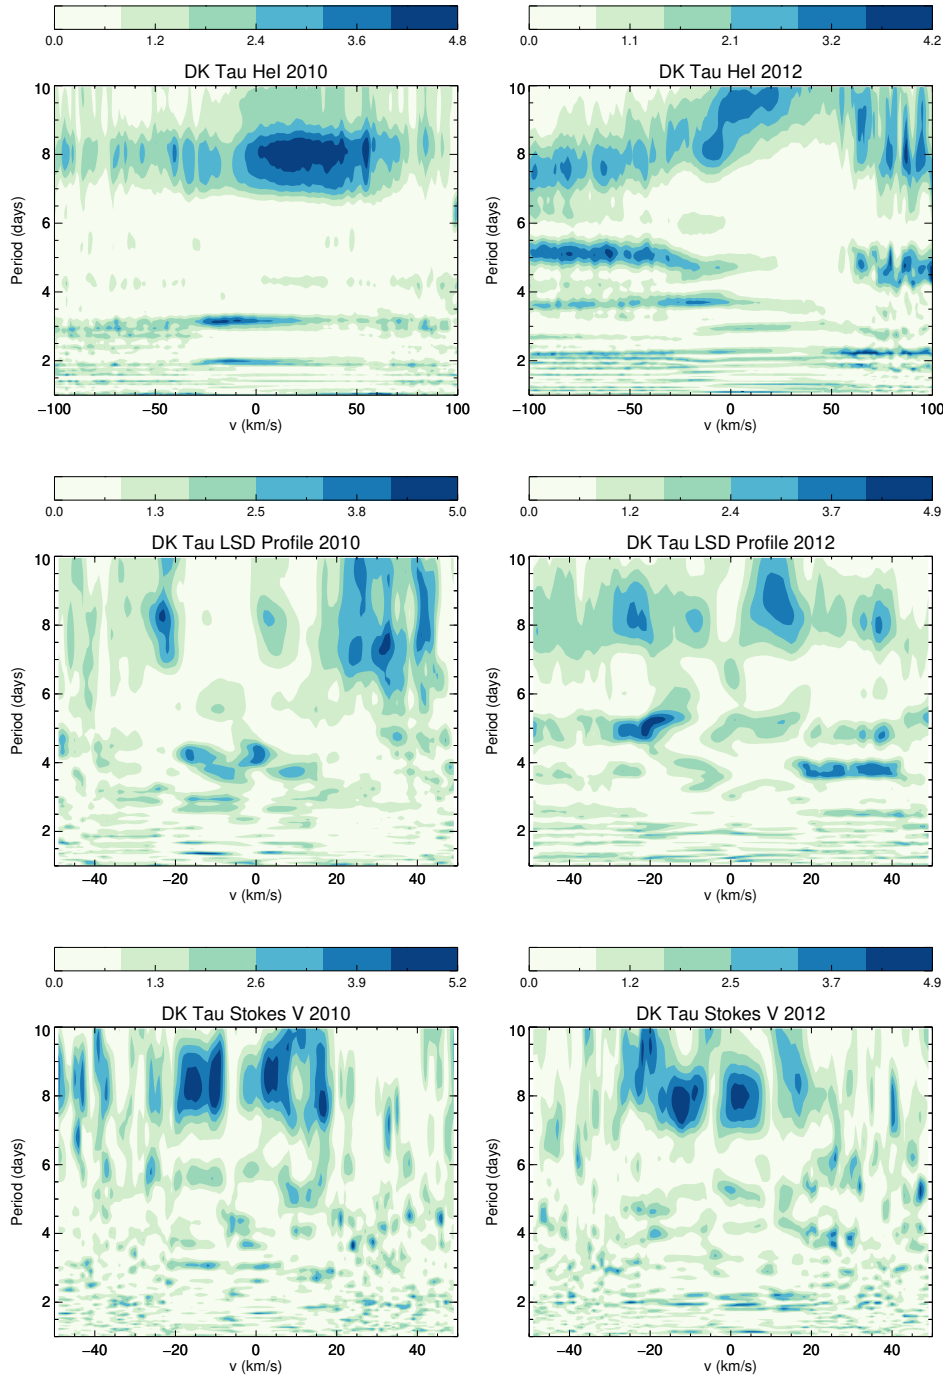 0.0 1.2 2.4 3.6 4.8
DK Tau HeI 2010
10
8
6
4
2
Period (days)
−100 −50 0 50 100
v (km/s)
0.0 1.1 2.1 3.2 4.2
DK Tau HeI 2012
10
8
6
4
2
Period (days)
−100 −50 0 50 100
v (km/s)
0.0 1.3 2.5 3.8 5.0
DK Tau LSD Profile 2010
10
8
6
4
2
Period (days)
−40 −20 0 20 40
v (km/s)
0.0 1.2 2.4 3.7 4.9
DK Tau LSD Profile 2012
10
8
6
4
2
Period (days)
−40 −20 0 20 40
v (km/s)
0.0 1.3 2.6 3.9 5.2
DK Tau Stokes V 2010
10
8
6
4
2
Period (days)
−40 −20 0 20 40
v (km/s)
0.0 1.2 2.5 3.7 4.9
DK Tau Stokes V 2012
10
8
6
4
2
Period (days)
−40 −20 0 20 40
v (km/s)